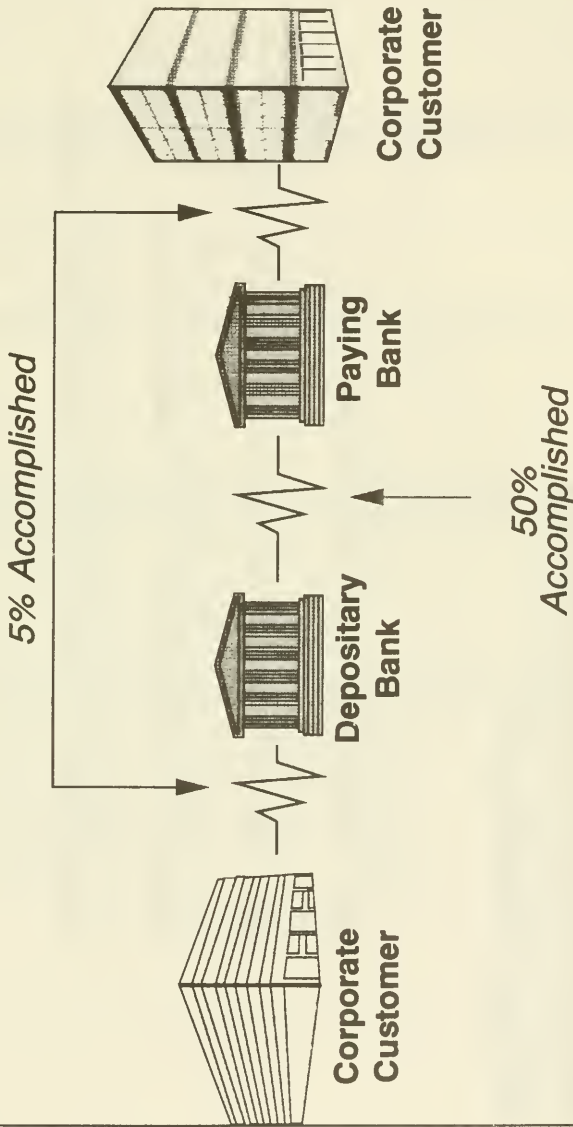 5% Accomplished
Corporate
Customer
Depositary
Bank
Paying
Bank
Corporate
Customer
50%
Accomplished